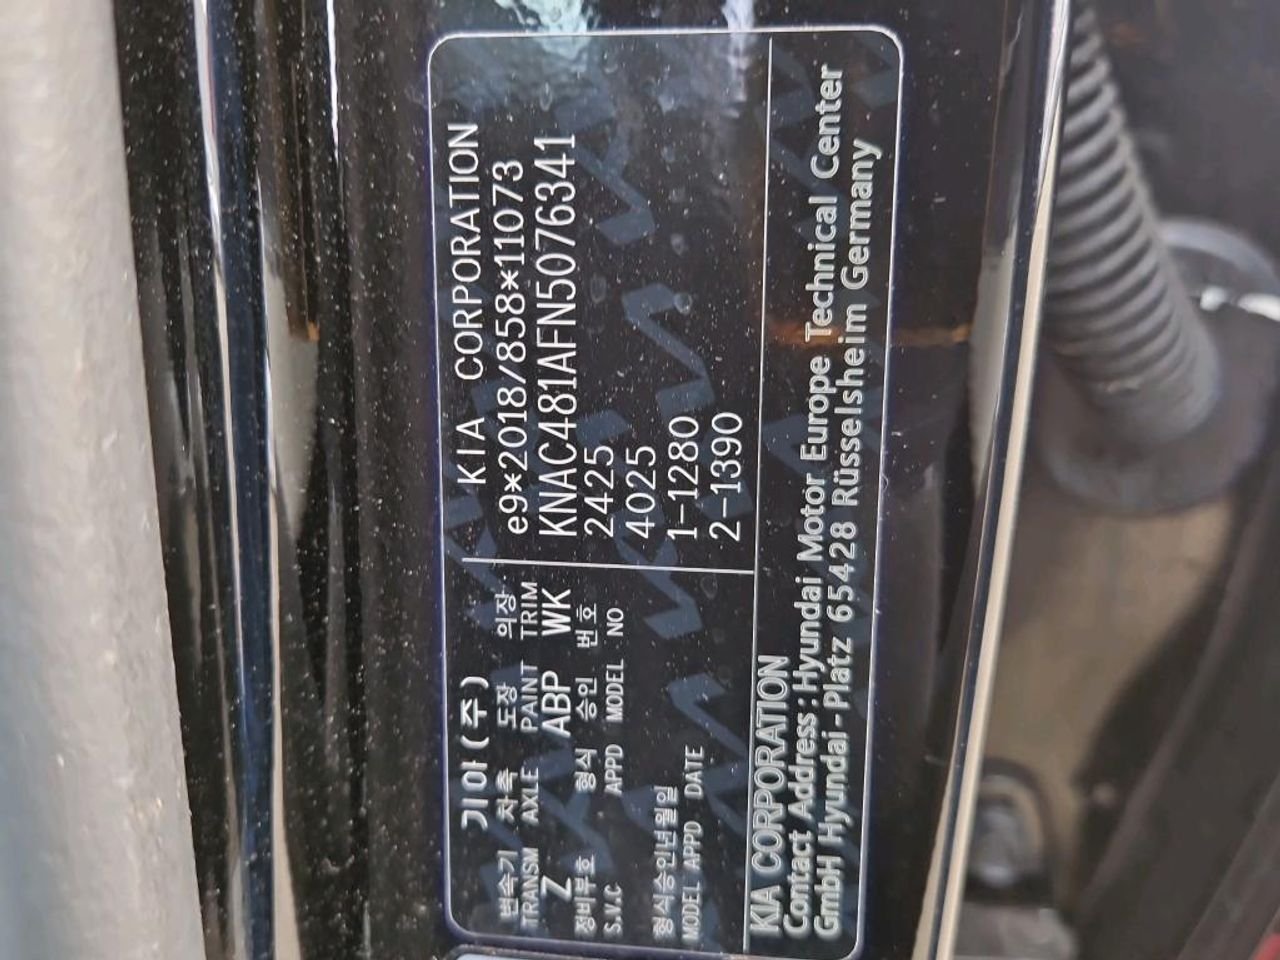 기아(주)
KIA CORPORATION
변속기 차축 도장 의장
TRANSM AXLE PAINT TRIM
Z ABP WK
정비부호 형식 승인 번호
S.V.C APPD MODEL NO
형식승인년월일
MODEL APPD DATE
e9*2018/858*11073
KNAC481AFN5076341
2425
4025
1-1280
2-1390
KIA CORPORATION
Contact Address : Hyundai Motor Europe Technical Center
GmbH Hyundai-Platz 65428 Rüsselsheim Germany